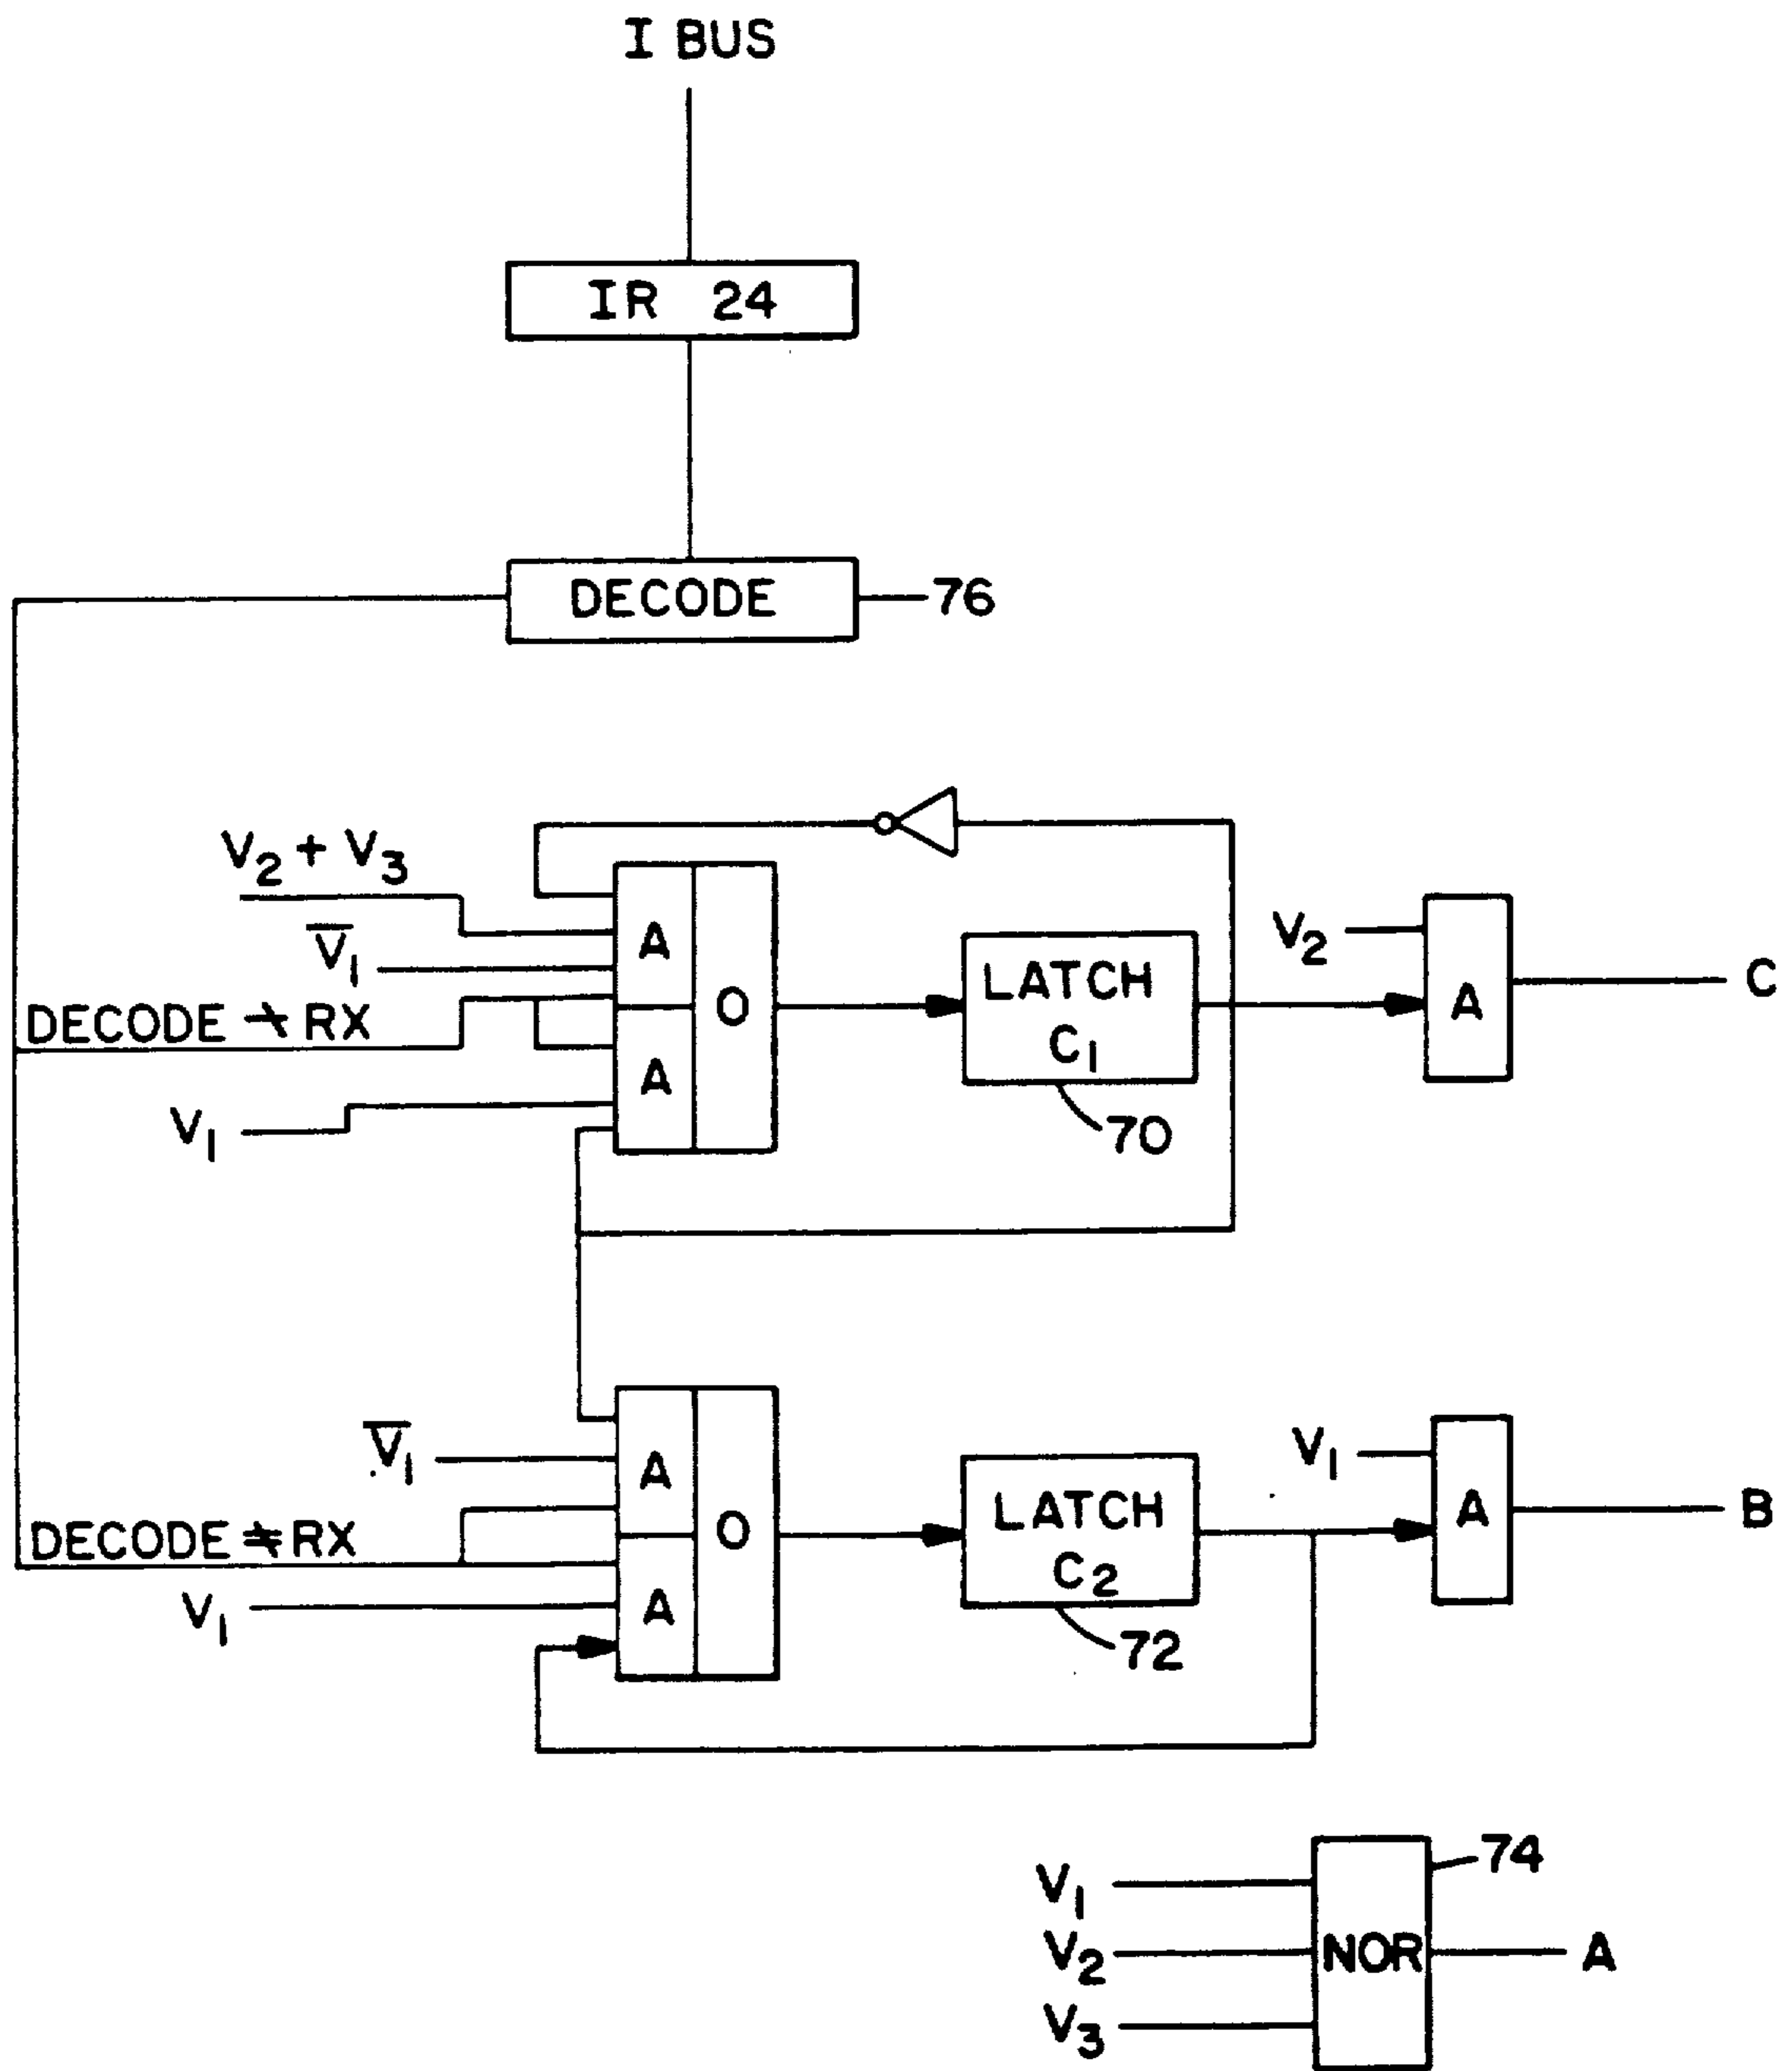 I BUS
IR 24
DECODE
76
V₂ + V₃
V̅₁
DECODE ≠ RX
V₁
A
A
O
LATCH
C₁
70
V₂
A
C
V̅₁
DECODE ≠ RX
V₁
A
A
O
LATCH
C₂
72
V₁
A
B
V₁
V₂
V₃
NOR
74
A